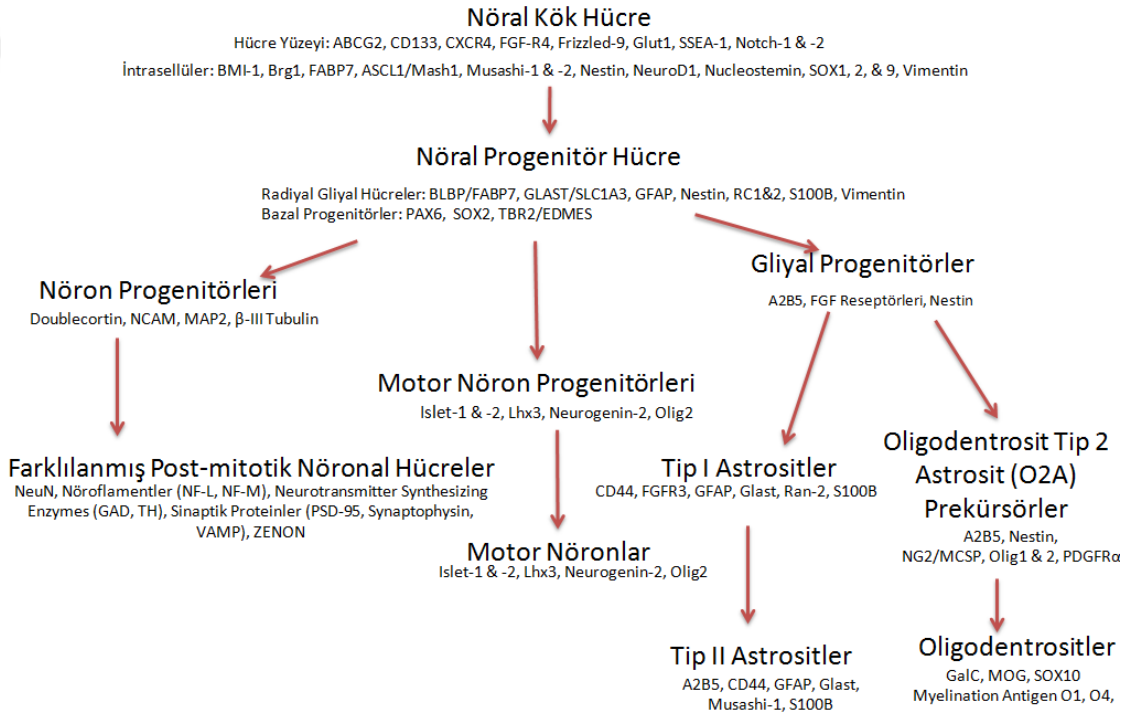 Nöral Kök Hücre
Hücre Yüzeyi: ABCG2, CD133, CXCR4, FGF-R4, Frizzled-9, Glut1, SSEA-1, Notch-1 & -2
İntrasellüler: BMI-1, Brg1, FABP7, ASCL1/Mash1, Musashi-1 & -2, Nestin, NeuroD1, Nucleostemin, SOX1, 2, & 9, Vimentin
Nöral Progenitör Hücre
Radiyal Gliyal Hücreler: BLBP/FABP7, GLAST/SLC1A3, GFAP, Nestin, RC1&2, S100B, Vimentin
Bazal Progenitörler: PAX6, SOX2, TBR2/EDMES
Nöron Progenitörleri
Doublecortin, NCAM, MAP2, β-III Tubulin
Gliyal Progenitörler
A2B5, FGF Reseptörleri, Nestin
Motor Nöron Progenitörleri
Islet-1 & -2, Lhx3, Neurogenin-2, Olig2
Farklılanmış Post-mitotik Nöronal Hücreler
NeuN, Nöroflamentler (NF-L, NF-M), Neurotransmitter Synthesizing
Enzymes (GAD, TH), Sinaptik Proteinler (PSD-95, Synaptophysin,
VAMP), ZENON
Motor Nöronlar
Islet-1 & -2, Lhx3, Neurogenin-2, Olig2
Tip I Astrositler
CD44, FGFR3, GFAP, Glast, Ran-2, S100B
Oligodentrosit Tip 2
Astrosit (O2A)
Prekürsörler
A2B5, Nestin,
NG2/MCSP, Olig1 & 2, PDGFRα
Tip II Astrositler
A2B5, CD44, GFAP, Glast,
Musashi-1, S100B
Oligodentrositler
GalC, MOG, SOX10
Myelination Antigen O1, O4,